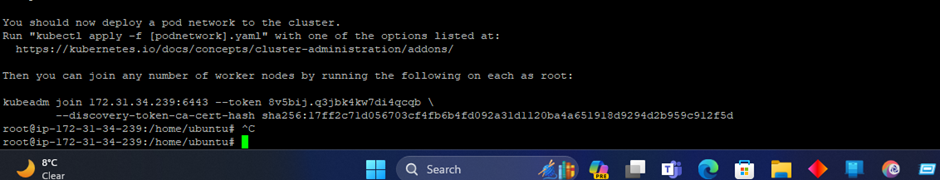 You should now deploy a pod network to the cluster.
Run "kubectl apply -f [podnetwork].yaml" with one of the options listed at:
https://kubernetes.io/docs/concepts/cluster-administration/addons/
Then you can join any number of worker nodes by running the following on each as root:
kubeadm join 172.31.34.239:6443 --token 8v5bij.q3jbk4kw7di4qcqb \
--discovery-token-ca-cert-hash sha256:17ff2c71d056703cf4fb6b4fd092a31d1120ba4a651918d9294d2b959c912f5d
root@ip-172-31-34-239:/home/ubuntu# ^C
root@ip-172-31-34-239:/home/ubuntu#
8°C
Clear
Search